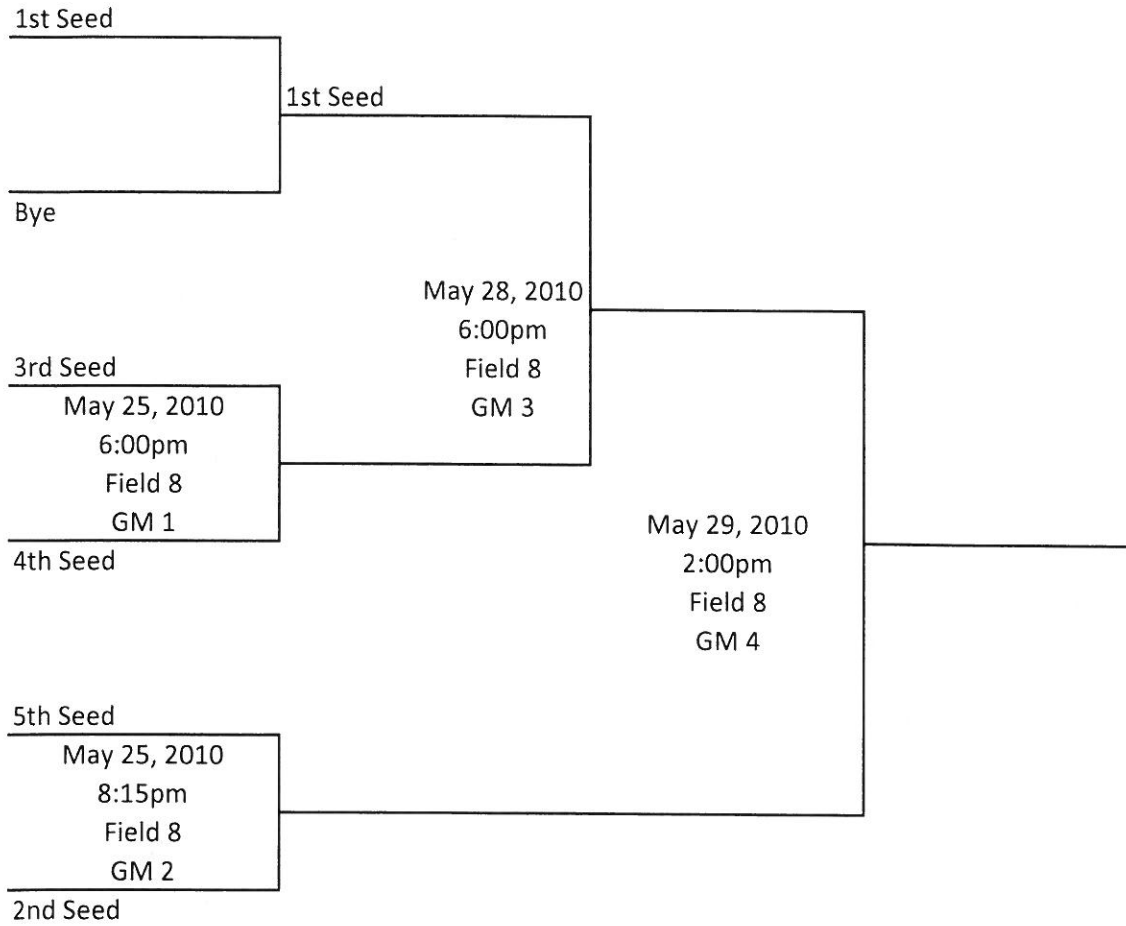 1st Seed
1st Seed
Bye
May 28, 2010
6:00pm
Field 8
GM 3
3rd Seed
May 25, 2010
6:00pm
Field 8
GM 1
4th Seed
May 29, 2010
2:00pm
Field 8
GM 4
5th Seed
May 25, 2010
8:15pm
Field 8
GM 2
2nd Seed